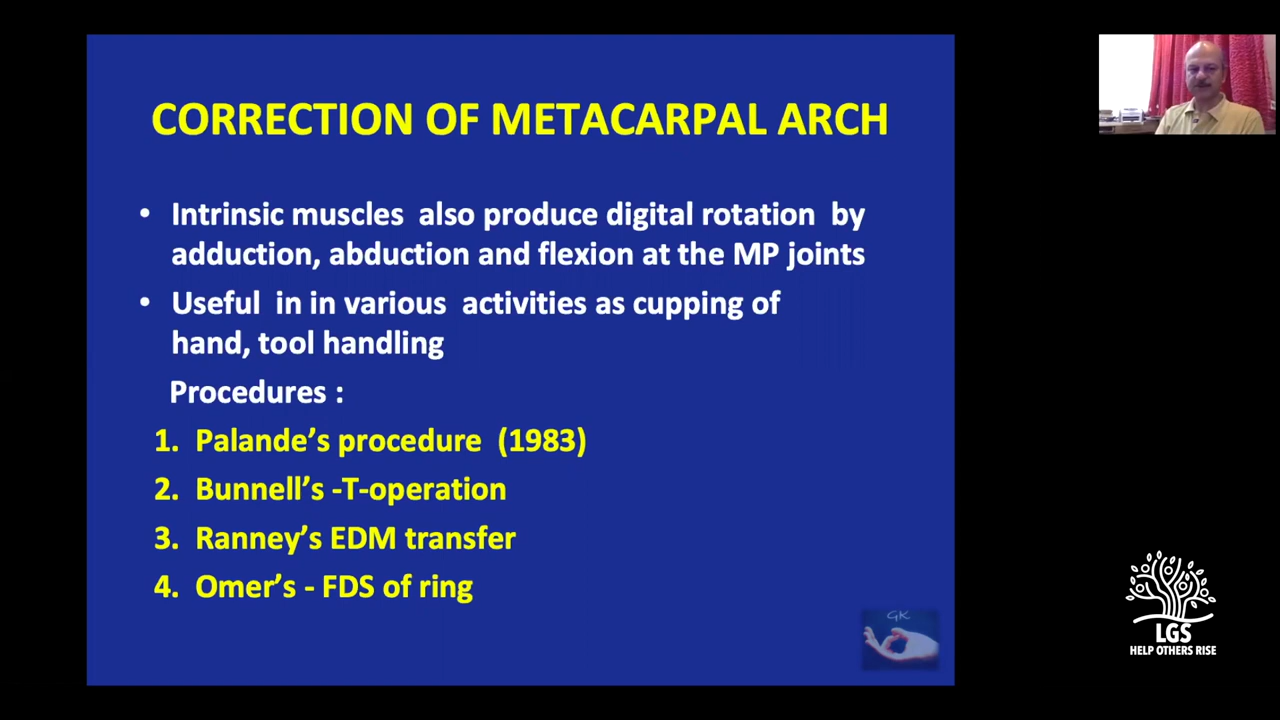 CORRECTION OF METACARPAL ARCH
• Intrinsic muscles also produce digital rotation by
adduction, abduction and flexion at the MP joints
• Useful in in various activities as cupping of
hand, tool handling
Procedures :
1. Palande’s procedure (1983)
2. Bunnell’s -T-operation
3. Ranney’s EDM transfer
4. Omer’s - FDS of ring
GK
LGS
HELP OTHERS RISE